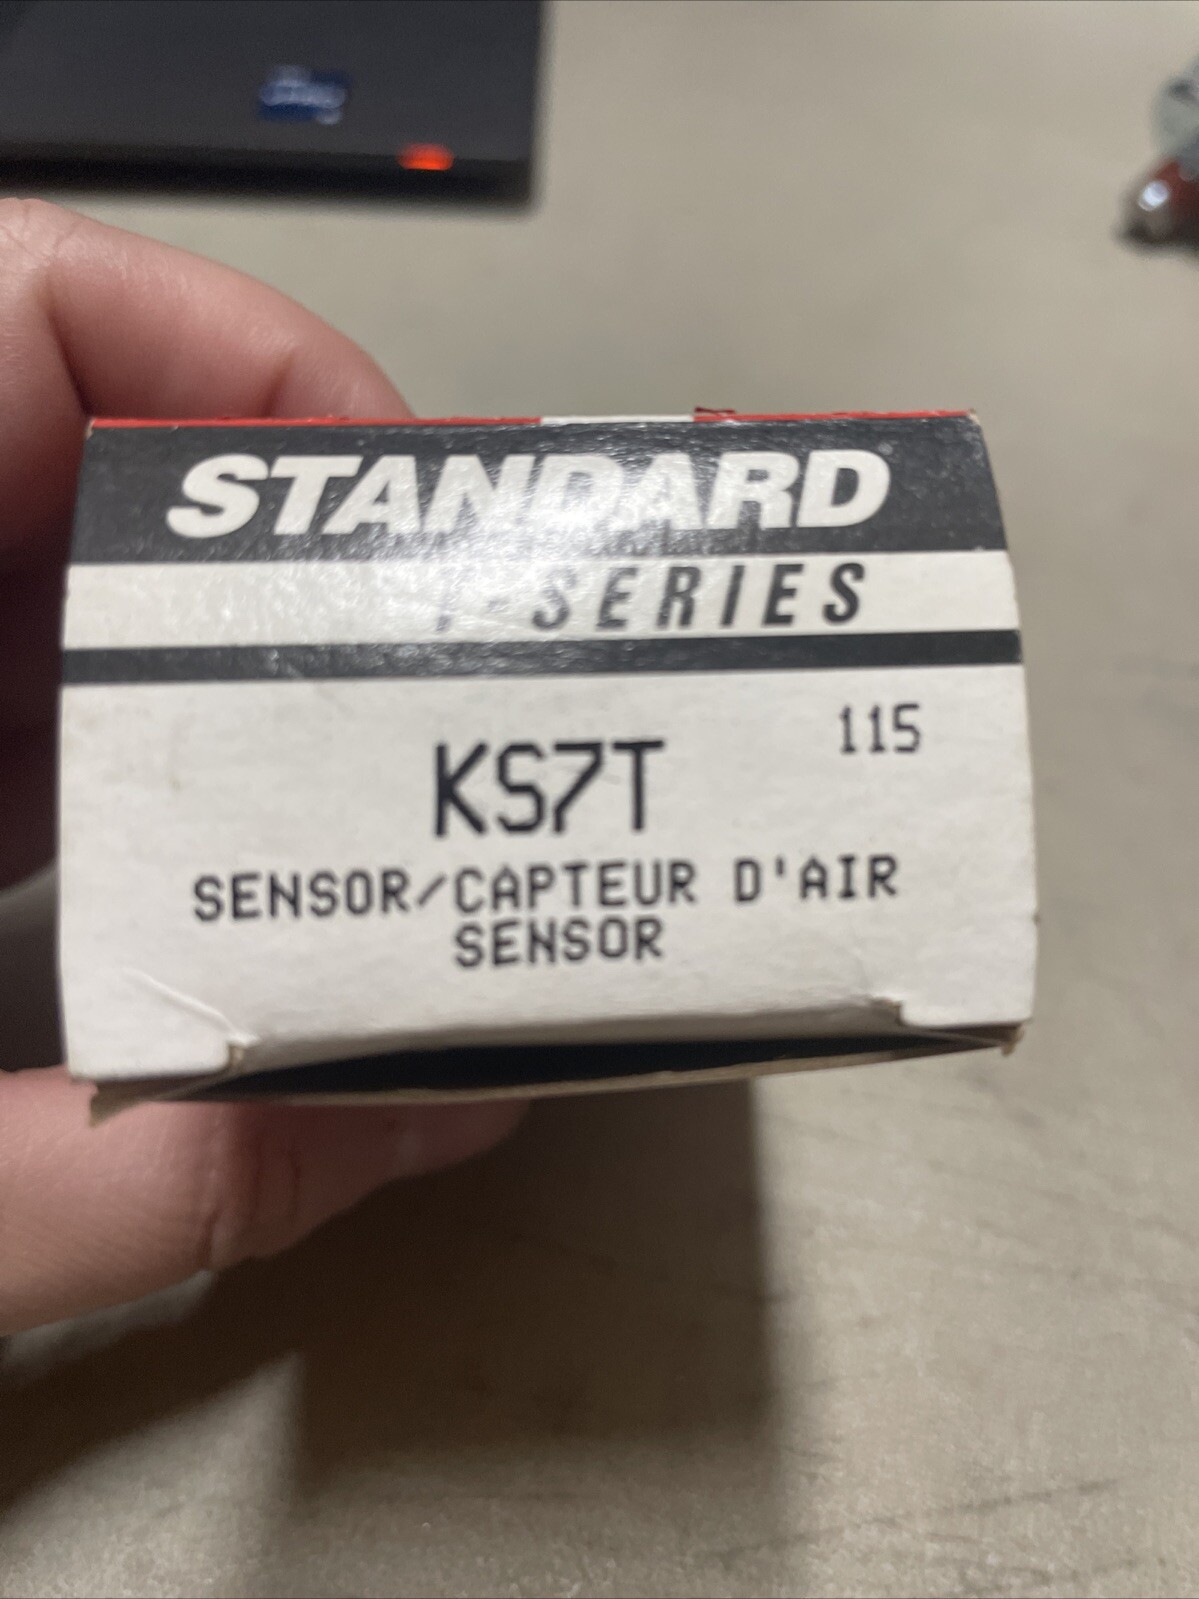 STANDARD
T-SERIES
115
KS7T
SENSOR/CAPTEUR D'AIR
SENSOR